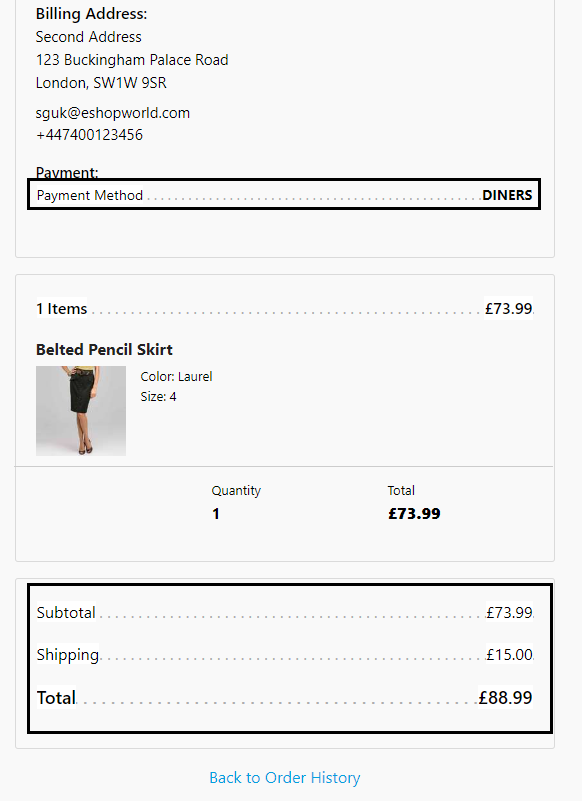 Billing Address:
Second Address
123 Buckingham Palace Road
London, SW1W 9SR
sguk@eshopworld.com
+447400123456
Payment:
Payment Method DINERS
1 Items £73.99
Belted Pencil Skirt
Color: Laurel
Size: 4
Quantity Total
1 £73.99
Subtotal £73.99
Shipping £15.00
Total £88.99
Back to Order History